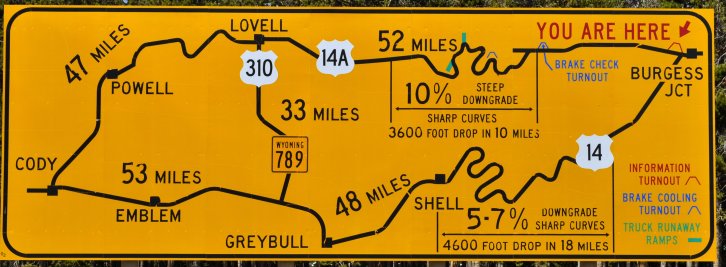 LOVELL
YOU ARE HERE
47 MILES
310
14A
52 MILES
BRAKE CHECK
TURNOUT
BURGESS
JCT
POWELL
10% STEEP
DOWNGRADE
33 MILES
SHARP CURVES
3600 FOOT DROP IN 10 MILES
WYOMING
789
14
CODY
53 MILES
48 MILES
SHELL
INFORMATION
TURNOUT
EMBLEM
BRAKE COOLING
TURNOUT
5-7% DOWNGRADE
SHARP CURVES
TRUCK RUNAWAY
RAMPS
GREYBULL
4600 FOOT DROP IN 18 MILES